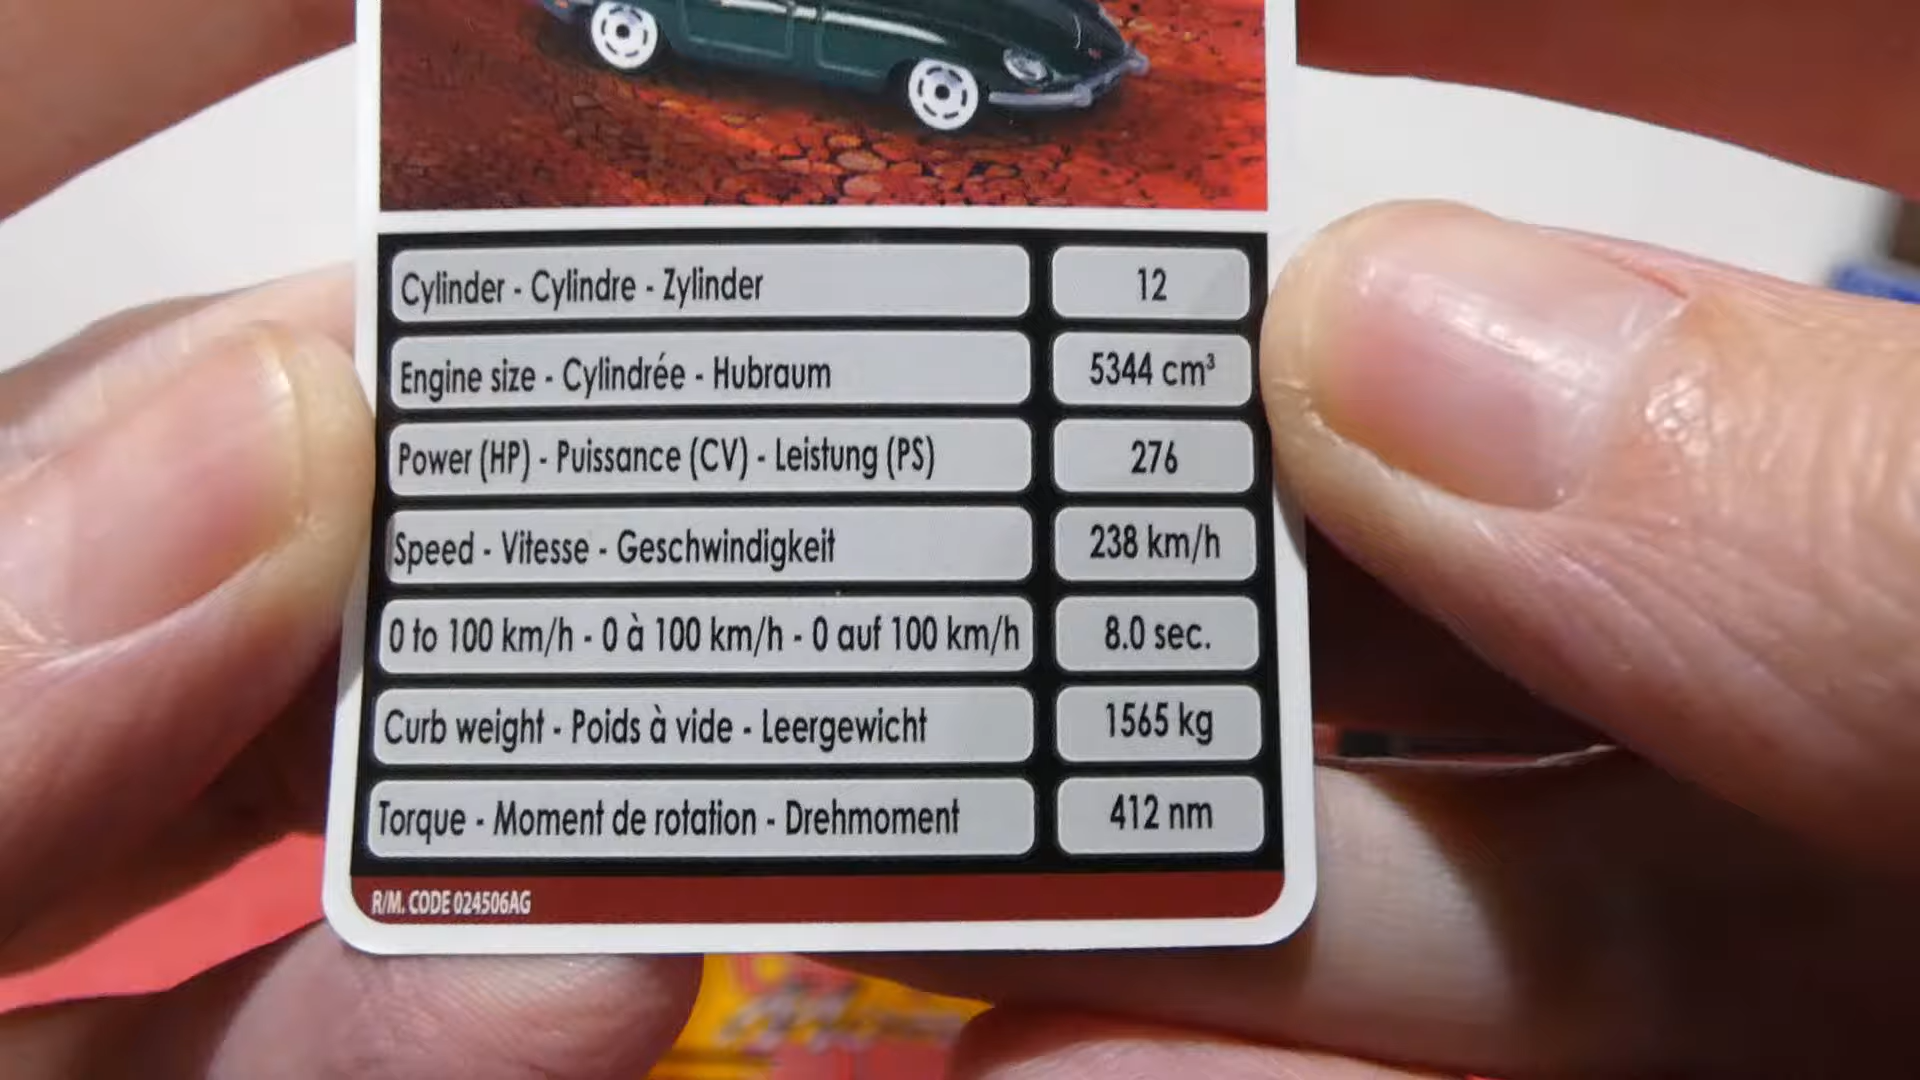 Cylinder - Cylindre - Zylinder 12
Engine size - Cylindrée - Hubraum 5344 cm³
Power (HP) - Puissance (CV) - Leistung (PS) 276
Speed - Vitesse - Geschwindigkeit 238 km/h
0 to 100 km/h - 0 à 100 km/h - 0 auf 100 km/h 8.0 sec.
Curb weight - Poids à vide - Leergewicht 1565 kg
Torque - Moment de rotation - Drehmoment 412 nm
R/M. CODE 024506AG